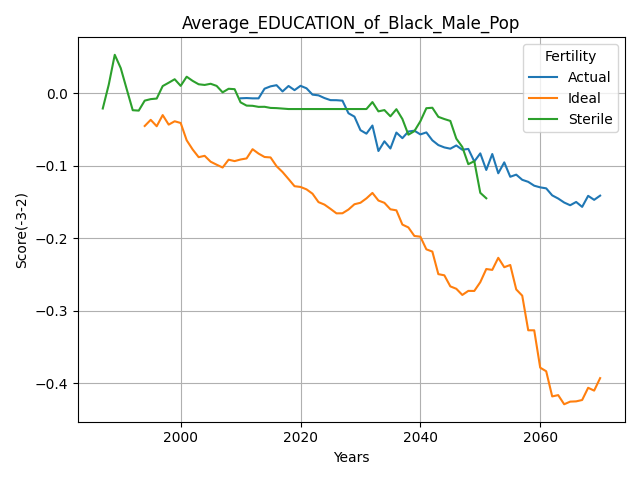 Average_EDUCATION_of_Black_Male_Pop
Fertility
Actual
Ideal
Sterile
Score(-3-2)
0.0
−0.1
−0.2
−0.3
−0.4
2000
2020
2040
2060
Years